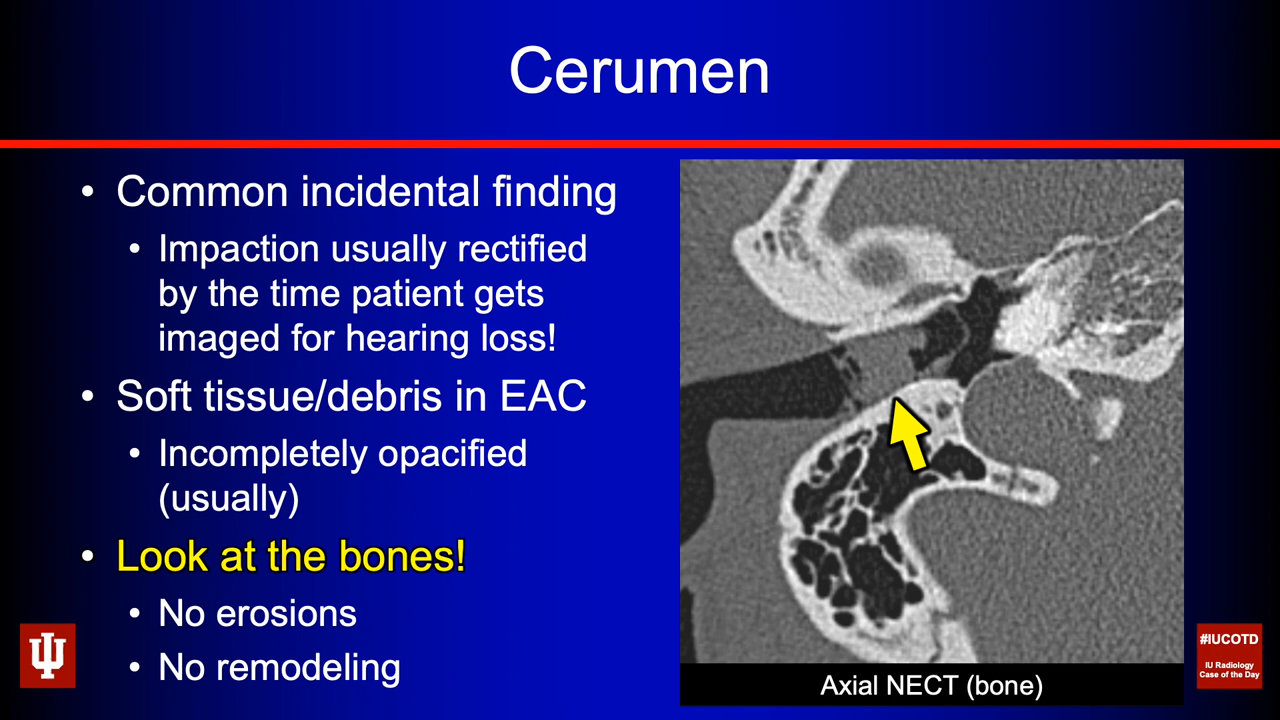 Cerumen
• Common incidental finding
• Impaction usually rectified
by the time patient gets
imaged for hearing loss!
• Soft tissue/debris in EAC
• Incompletely opacified
(usually)
• Look at the bones!
• No erosions
• No remodeling
Axial NECT (bone)
#IUCOTD
IU Radiology
Case of the Day